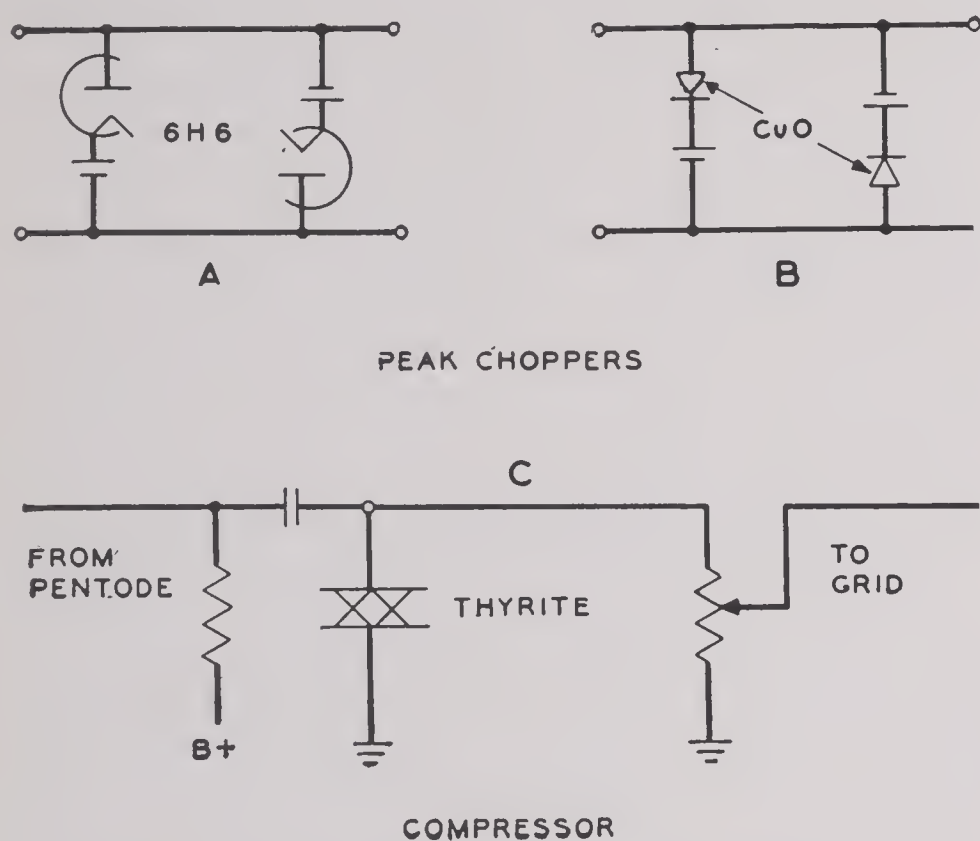 6H6
CuO
A
B
PEAK CHOPPERS
C
FROM
PENTODE
THYRITE
TO
GRID
B+
COMPRESSOR